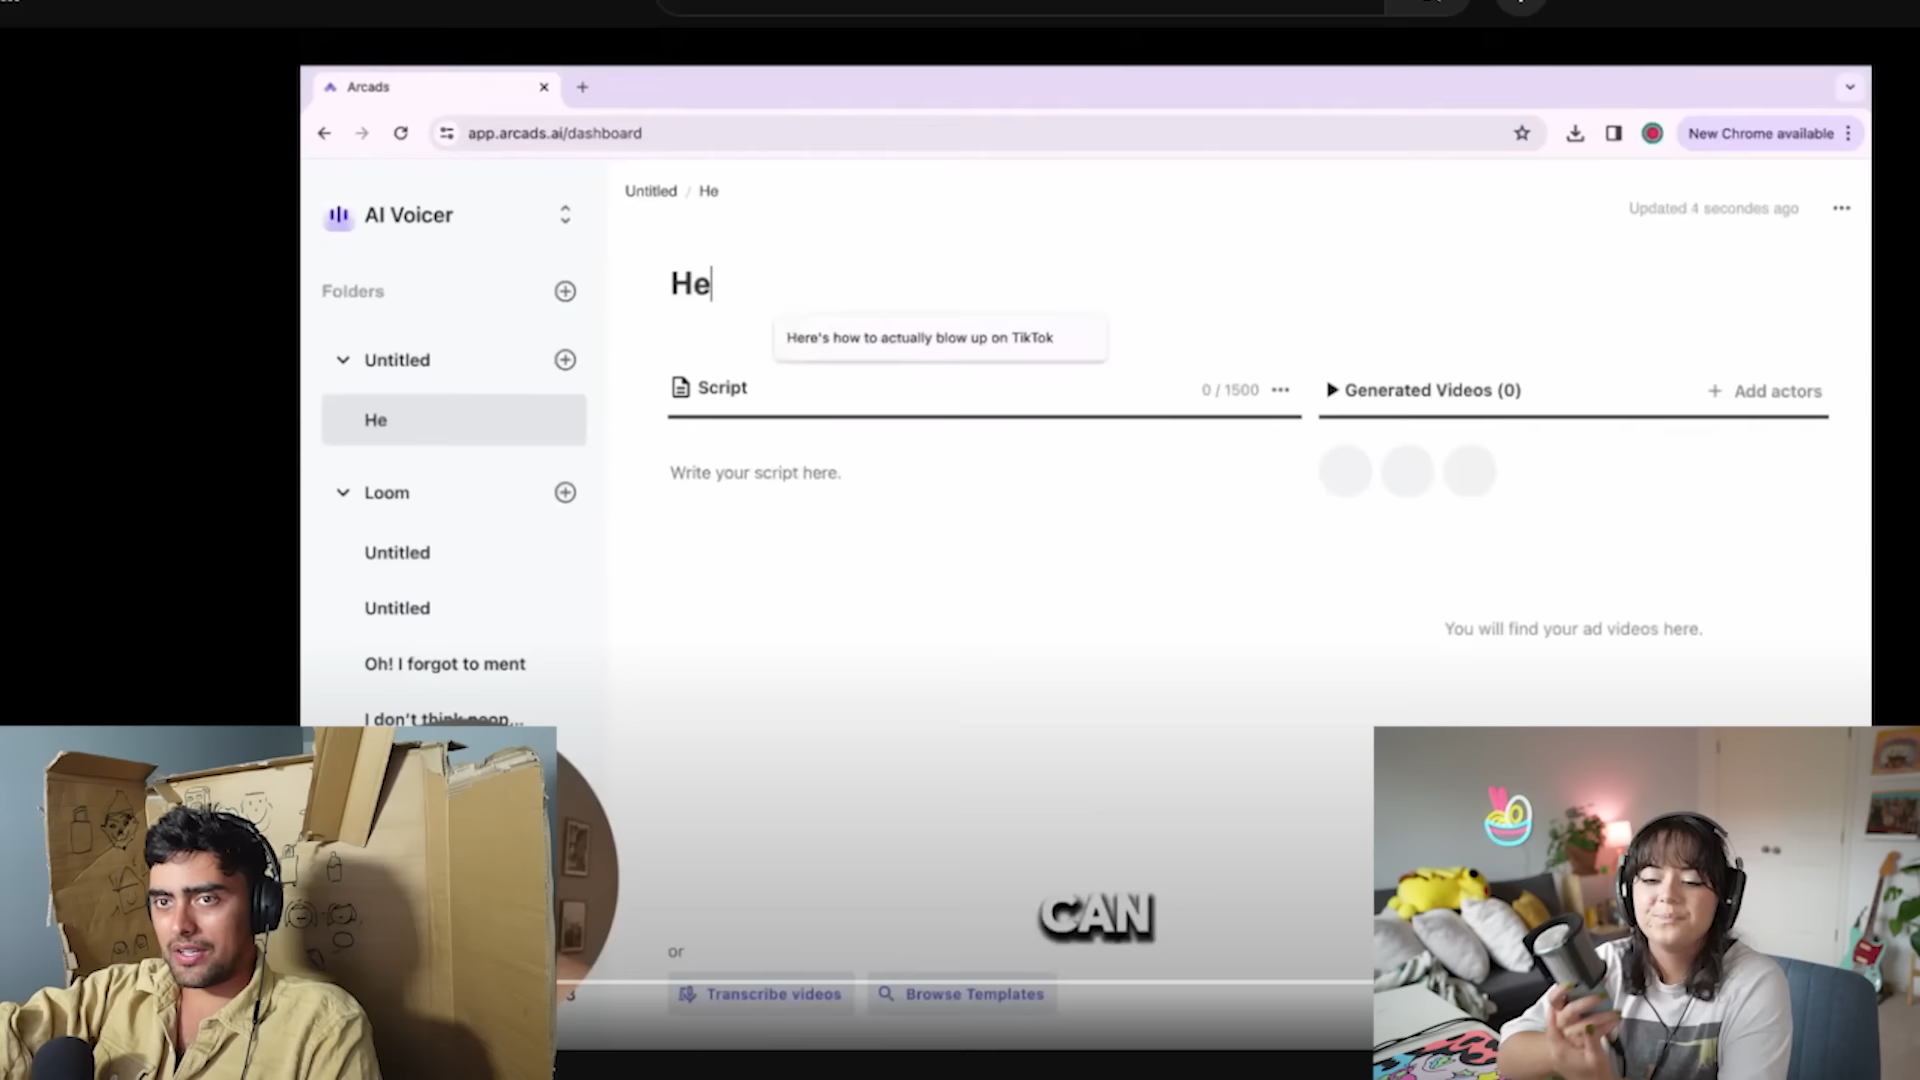 Arcads
app.arcads.ai/dashboard
New Chrome available
AI Voicer
Untitled / He
Updated 4 secondes ago
He
Folders
Here's how to actually blow up on TikTok
Untitled
Script
0 / 1500
Generated Videos (0)
Add actors
He
Write your script here.
Loom
Untitled
Untitled
You will find your ad videos here.
Oh! I forgot to ment
I don't think
CAN
or
Transcribe videos
Browse Templates